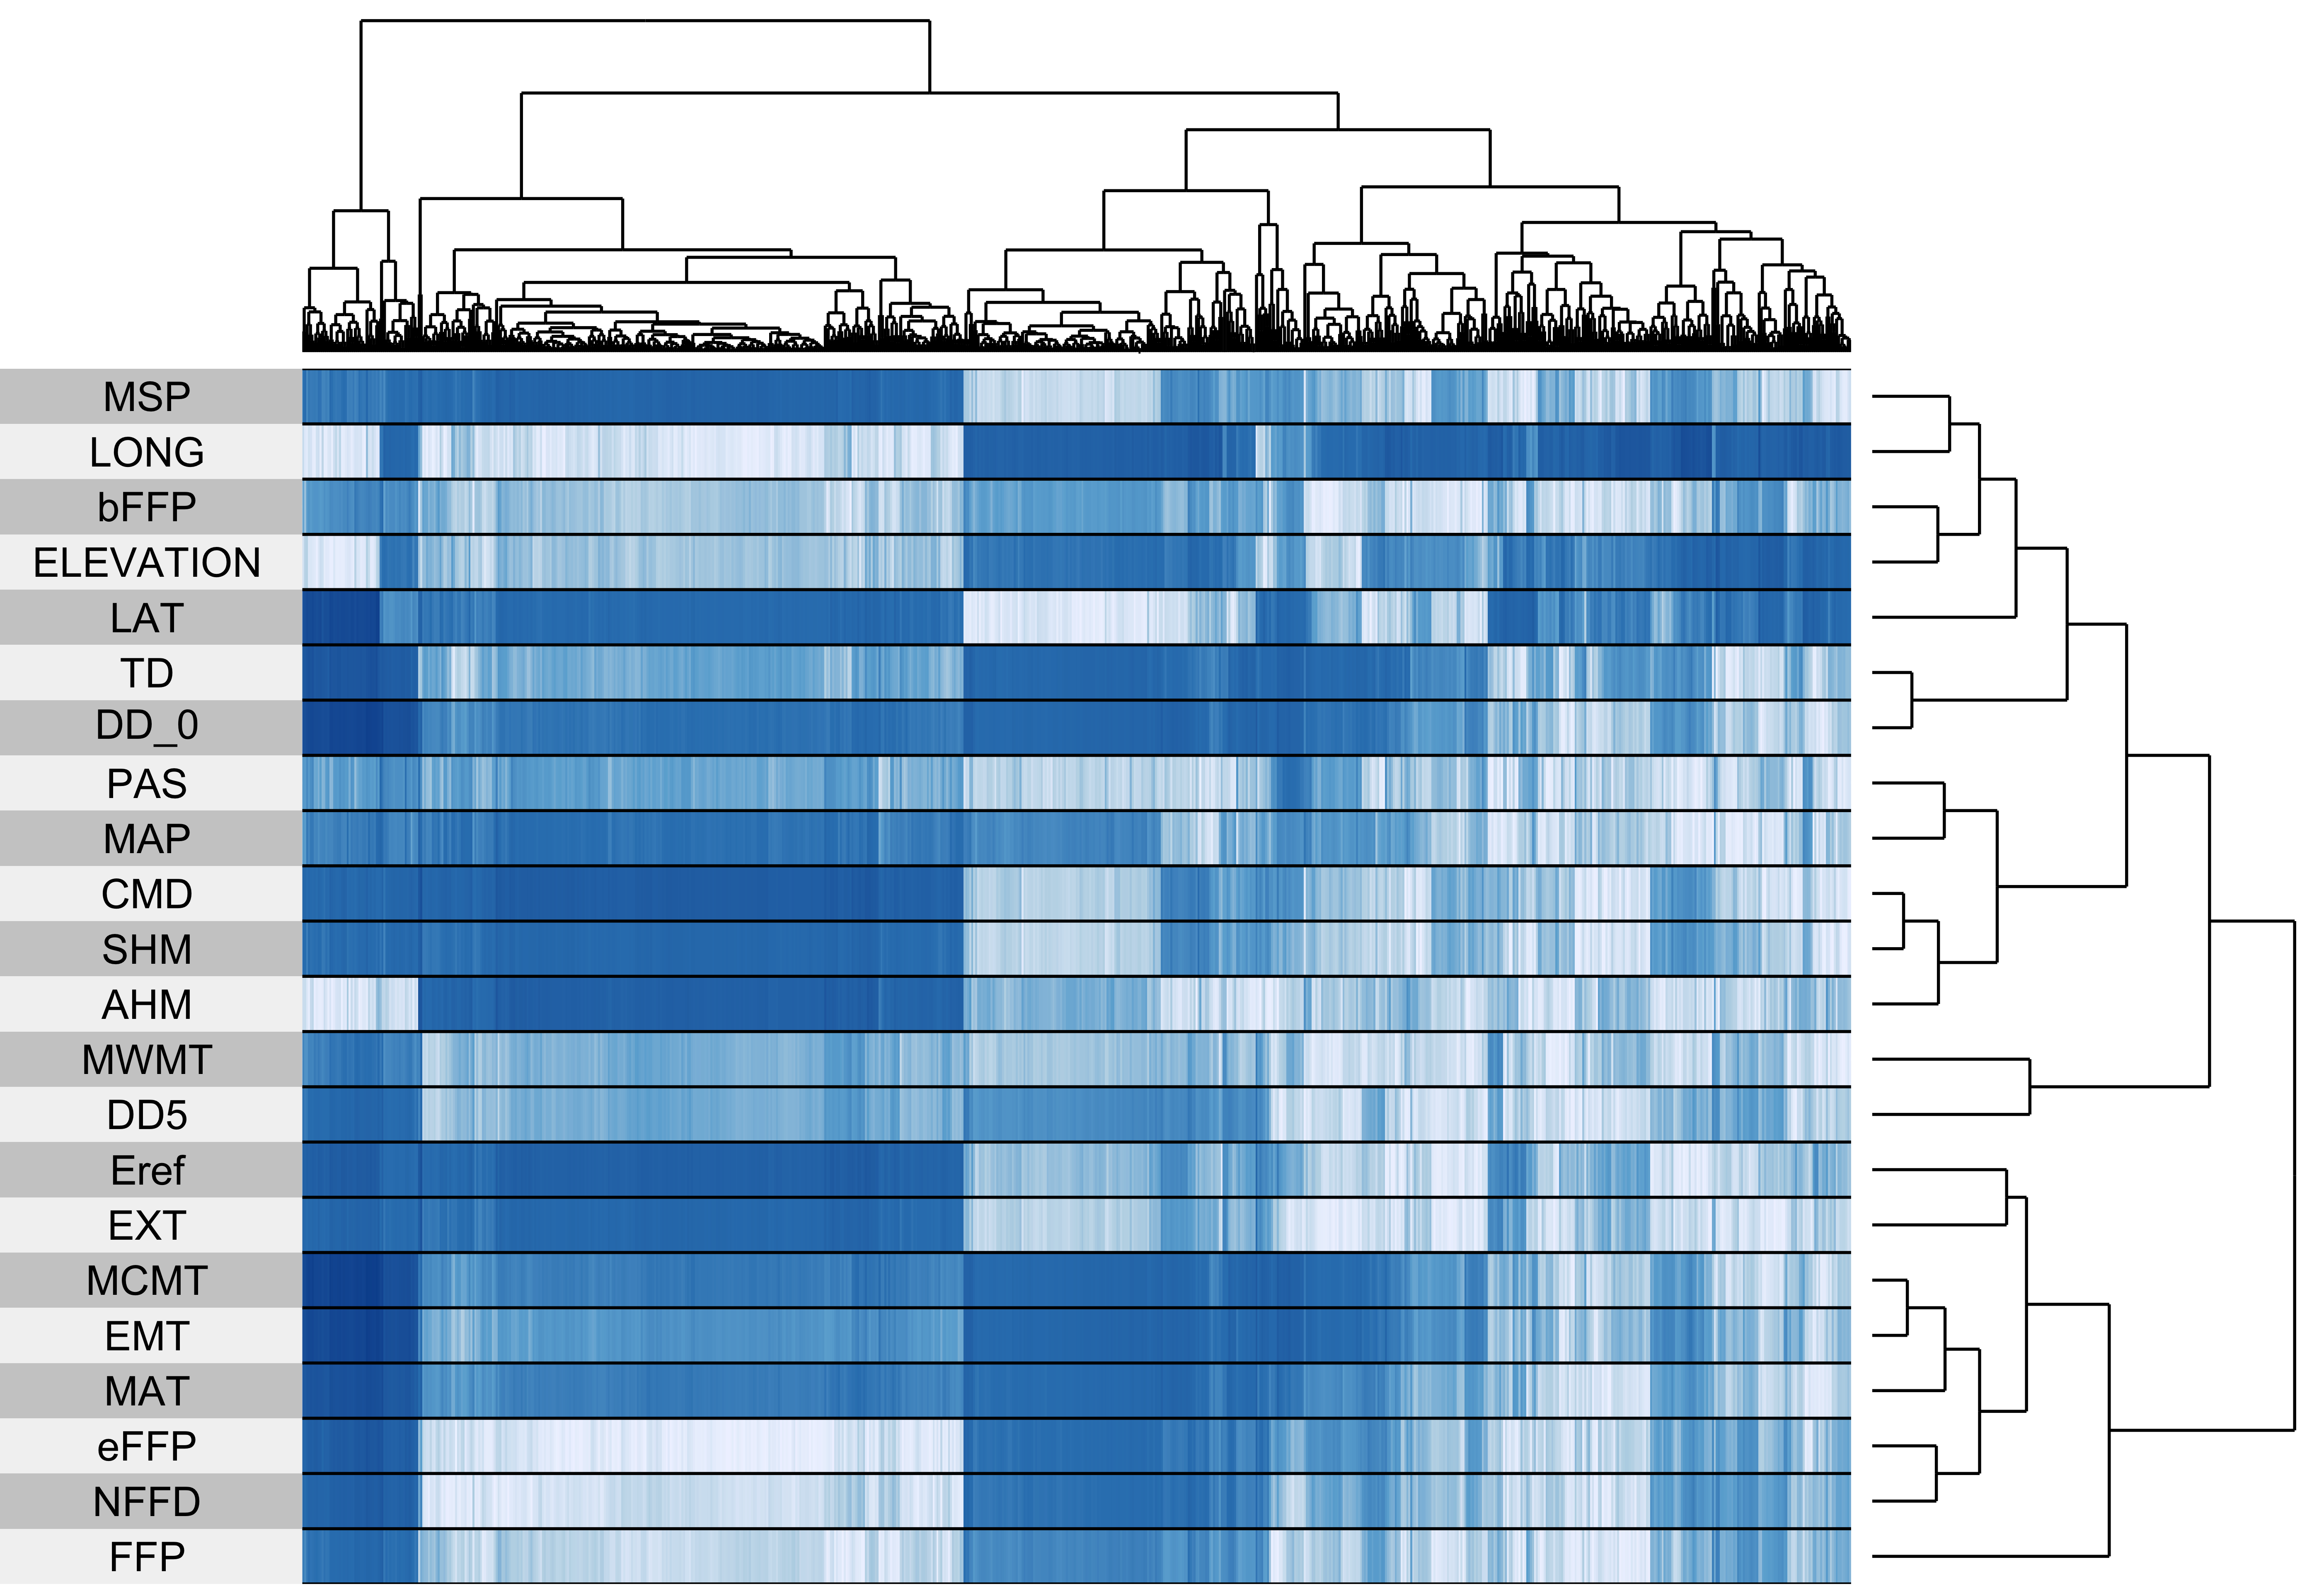 MSP
LONG
bFFP
ELEVATION
LAT
TD
DD_0
PAS
MAP
CMD
SHM
AHM
MWMT
DD5
Eref
EXT
MCMT
EMT
MAT
eFFP
NFFD
FFP